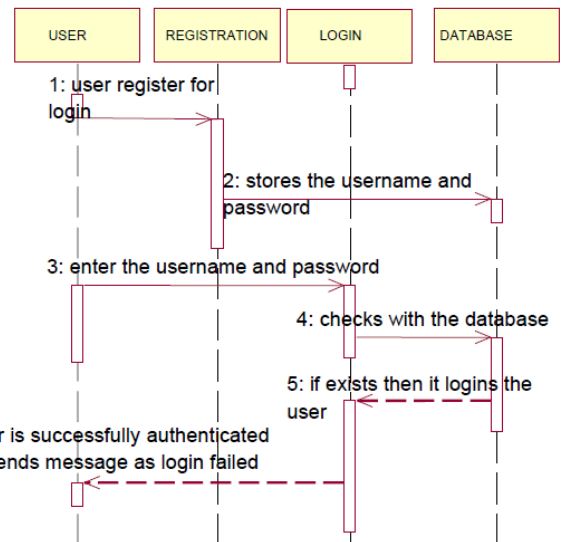 USER
REGISTRATION
LOGIN
DATABASE
1: user register for
login
2: stores the username and
password
3: enter the username and password
4: checks with the database
5: if exists then it logins the
user
r is successfully authenticated
ends message as login failed